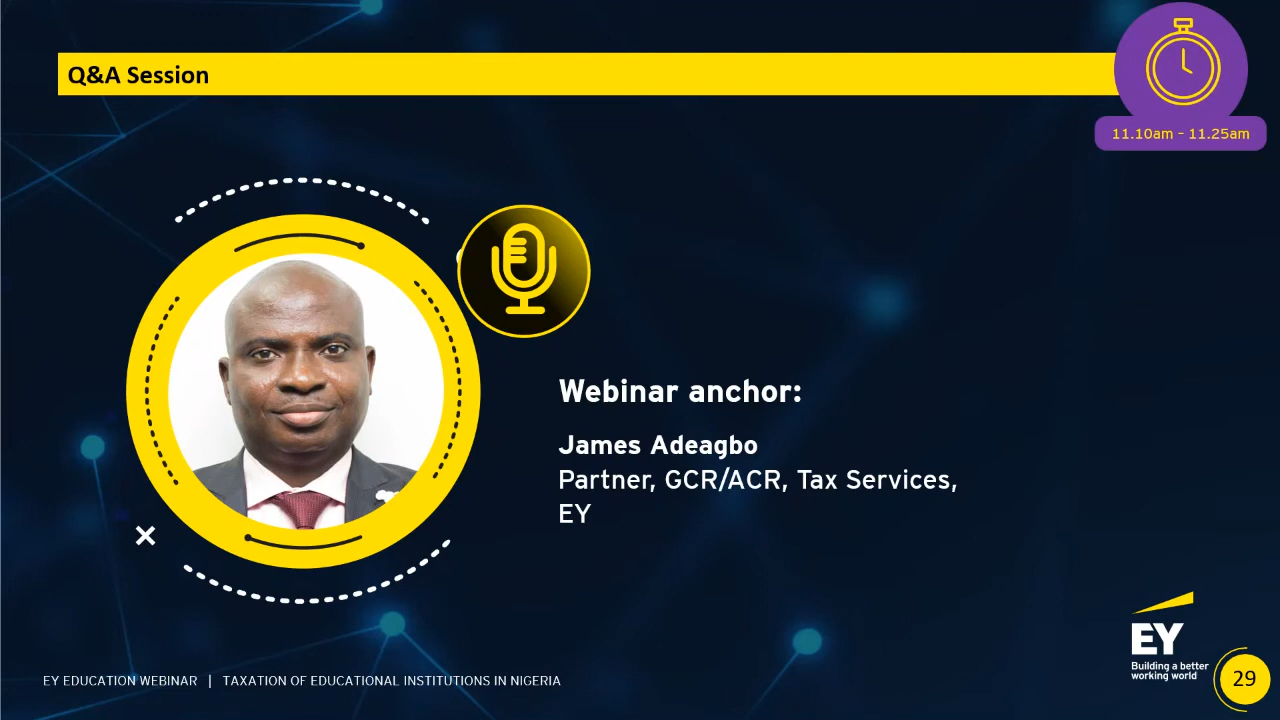 Q&A Session
11.10am - 11.25am
Webinar anchor:
James Adeagbo
Partner, GCR/ACR, Tax Services,
EY
EY
Building a better
working world
EY EDUCATION WEBINAR | TAXATION OF EDUCATIONAL INSTITUTIONS IN NIGERIA
29